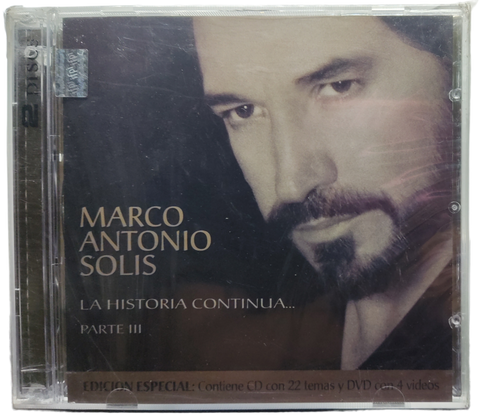 2 DISCS
MARCO
ANTONIO
SOLIS
LA HISTORIA CONTINUA...
PARTE III
EDICION ESPECIAL: Contiene CD con 22 temas y DVD con 4 videos